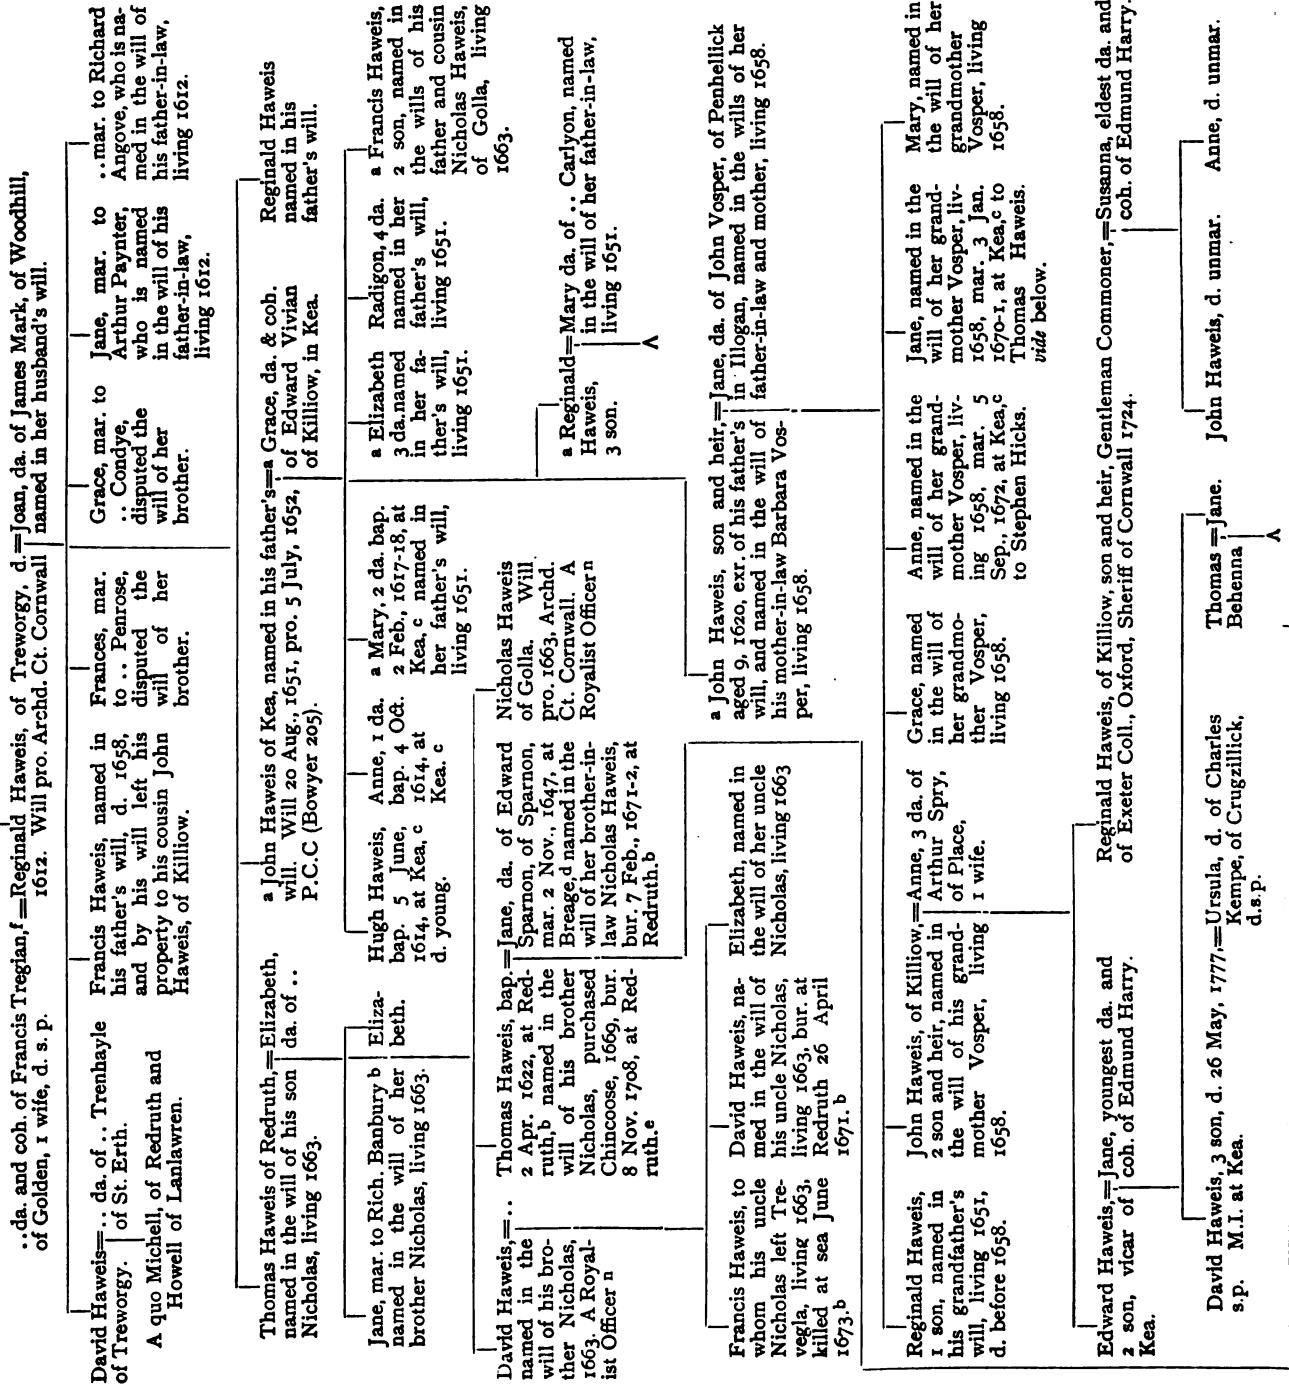 ..da. and coh. of Francis Tregian,f=Reginald Haweis, of Treworgy, d.=Joan, da. of James Mark, of Woodhill,
of Golden, 1 wife, d. s. p.
1612. Will pro. Archd. Ct. Cornwall
named in her husband's will.
David Haweis=.. da. of .. Trenhayle
of Treworgy. of St. Erth.
A quo Michell, of Redruth and
Howell of Lanlawren.
Francis Haweis, named in
his father's will, d. 1658,
and by his will left his
property to his cousin John
Haweis, of Killiow.
Frances, mar.
to .. Penrose,
disputed the
will of her
brother.
Grace, mar. to
.. Condye,
disputed the
will of her
brother.
Jane, mar. to
Arthur Paynter,
who is named
in the will of his
father-in-law,
living 1612.
..mar. to Richard
Angove, who is na-
med in the will of
his father-in-law,
living 1612.
Thomas Haweis of Redruth,=Elizabeth,
named in the will of his son da. of ..
Nicholas, living 1663.
a John Haweis of Kea, named in his father's=a Grace, da. & coh.
will. Will 20 Aug., 1651, pro. 5 July, 1652,
P.C.C (Bowyer 205).
of Edward Vivian
of Killiow, in Kea.
Reginald Haweis
named in his
father's will.
Jane, mar. to Rich. Banbury b
named in the will of her
brother Nicholas, living 1663.
Eliza-
beth.
Hugh Haweis,
bap. 5 June,
1614, at Kea, c
d. young.
Anne, 1 da.
bap. 4 Oct.
1614, at
Kea. c
a Mary, 2 da. bap.
2 Feb., 1617-18, at
Kea, c named in
her father's will,
living 1651.
a Elizabeth
3 da. named
in her fa-
ther's will,
living 1651.
Radigon, 4 da.
named in her
father's will,
living 1651.
a Francis Haweis,
2 son, named in
the wills of his
father and cousin
Nicholas Haweis,
of Golla, living
1663.
David Haweis,=..
named in the
will of his bro-
ther Nicholas,
1663. A Royal-
ist Officer n
Thomas Haweis, bap.=Jane, da. of Edward
2 Apr. 1622, at Red-
ruth,b named in the
will of his brother
Nicholas, purchased
Chincoose, 1669, bur.
8 Nov. 1708, at Red-
ruth.e
Sparnon, of Sparnon,
mar. 2 Nov., 1647, at
Breage,d named in the
will of her brother-in-
law Nicholas Haweis,
bur. 7 Feb., 1671-2, at
Redruth.b
Nicholas Haweis
of Golla. Will
pro. 1663, Archd.
Ct. Cornwall. A
Royalist Officer n
a Reginald=Mary da. of .. Carlyon, named
Haweis,
3 son.
in the will of her father-in-law,
living 1651.
Francis Haweis, to
whom his uncle
Nicholas left Tre-
vegla, living 1663,
killed at sea June
1673.b
David Haweis, na-
med in the will of
his uncle Nicholas,
living 1663, bur. at
Redruth 26 April
1671. b
Elizabeth, named in
the will of her uncle
Nicholas, living 1663
a John Haweis, son and heir,=Jane, da. of John Vosper, of Penhellick
aged 9, 1620, exr. of his father's
will, and named in the will of
his mother-in-law Barbara Vos-
per, living 1658.
in Illogan, named in the wills of her
father-in-law and mother, living 1658.
Reginald Haweis,
1 son, named in
his grandfather's
will, living 1651,
d. before 1658.
John Haweis, of Killiow,=Anne, 3 da. of
2 son and heir, named in
the will of his grand-
mother Vosper, living
1658.
Arthur Spry,
of Place,
1 wife.
Grace, named
in the will of
her grandmo-
ther Vosper,
living 1658.
Anne, named in the
will of her grand-
mother Vosper, liv-
ing 1658, mar. 5
Sep., 1672, at Kea,c
to Stephen Hicks.
Jane, named in the
will of her grand-
mother Vosper, liv-
1658, mar. 3 Jan.
1670-1, at Kea,c to
Thomas Haweis.
vide below.
Mary, named in
the will of her
grandmother
Vosper, living
1658.
Edward Haweis,=Jane, youngest da. and
2 son, vicar of coh. of Edmund Harry.
Kea.
Reginald Haweis, of Killiow, son and heir, Gentleman Commoner,=Susanna, eldest da. and
of Exeter Coll., Oxford, Sheriff of Cornwall 1724.
coh. of Edmund Harry.
David Haweis, 3 son, d. 26 May, 1777,=Ursula, d. of Charles
s.p. M.I. at Kea.
Kempe, of Crugzillick,
d.s.p.
Thomas =Jane.
Behenna
John Haweis, d. unmar.
Anne, d. unmar.